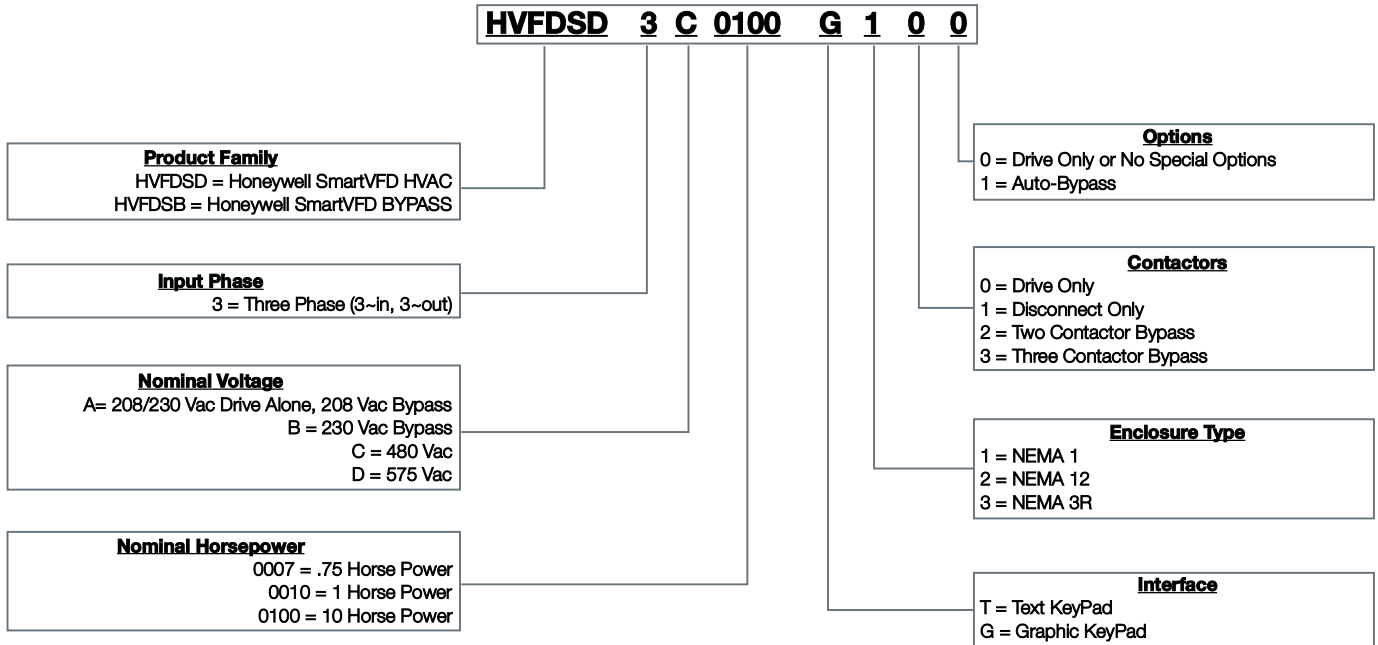 HVFDSD 3 C 0100 G 1 0 0
Product Family
HVFDSD = Honeywell SmartVFD HVAC
HVFDSB = Honeywell SmartVFD BYPASS
Input Phase
3 = Three Phase (3~in, 3~out)
Nominal Voltage
A= 208/230 Vac Drive Alone, 208 Vac Bypass
B = 230 Vac Bypass
C = 480 Vac
D = 575 Vac
Nominal Horsepower
0007 = .75 Horse Power
0010 = 1 Horse Power
0100 = 10 Horse Power
Options
0 = Drive Only or No Special Options
1 = Auto-Bypass
Contactors
0 = Drive Only
1 = Disconnect Only
2 = Two Contactor Bypass
3 = Three Contactor Bypass
Enclosure Type
1 = NEMA 1
2 = NEMA 12
3 = NEMA 3R
Interface
T = Text KeyPad
G = Graphic KeyPad